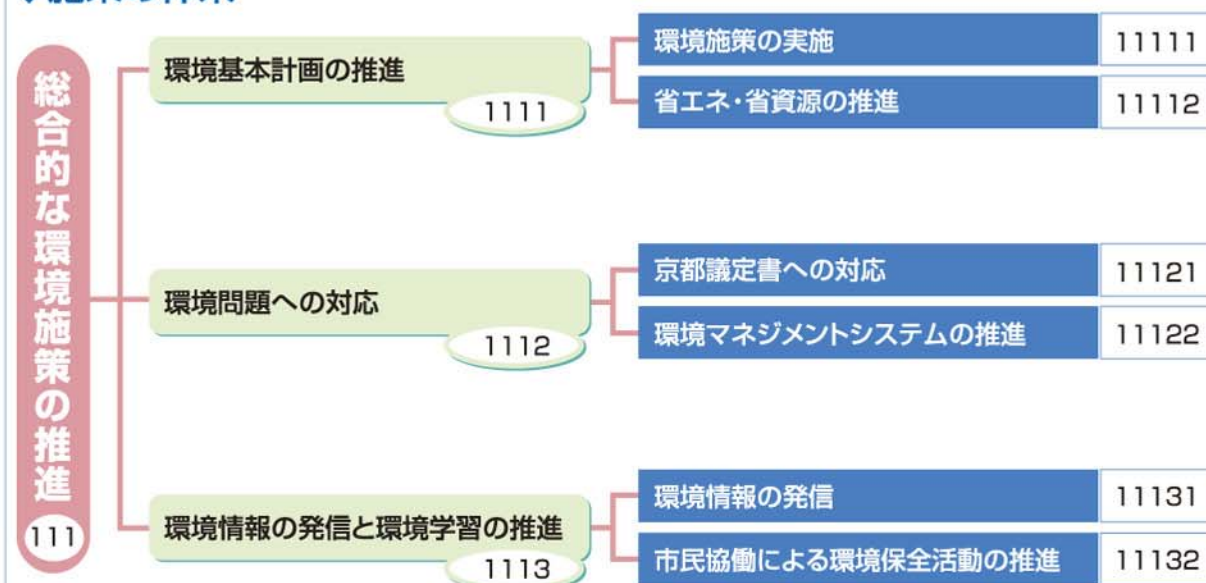 総合的な環境施策の推進
111
環境基本計画の推進
1111
環境施策の実施
11111
省エネ・省資源の推進
11112
環境問題への対応
1112
京都議定書への対応
11121
環境マネジメントシステムの推進
11122
環境情報の発信と環境学習の推進
1113
環境情報の発信
11131
市民協働による環境保全活動の推進
11132